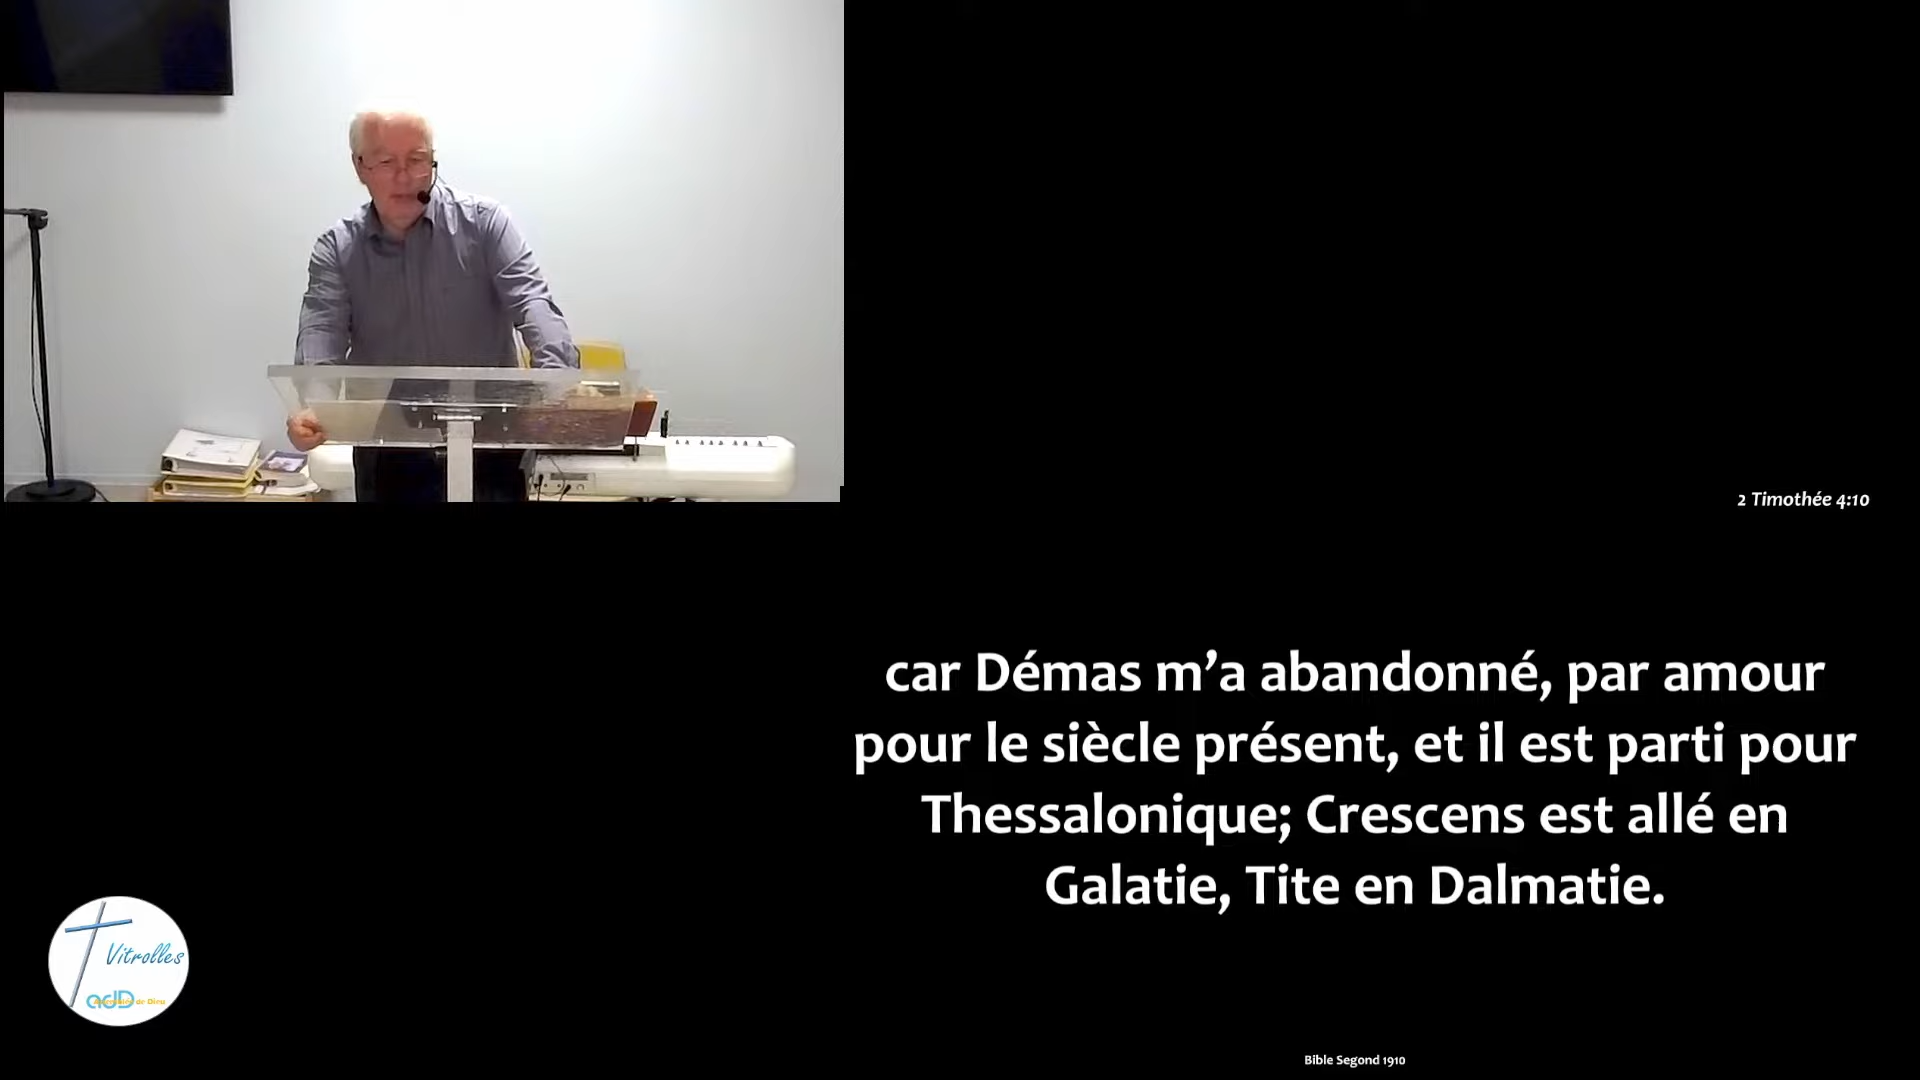 2 Timothée 4:10
car Démas m’a abandonné, par amour
pour le siècle présent, et il est parti pour
Thessalonique; Crescens est allé en
Galatie, Tite en Dalmatie.
Vitrolles
adD
Bible Segond 1910